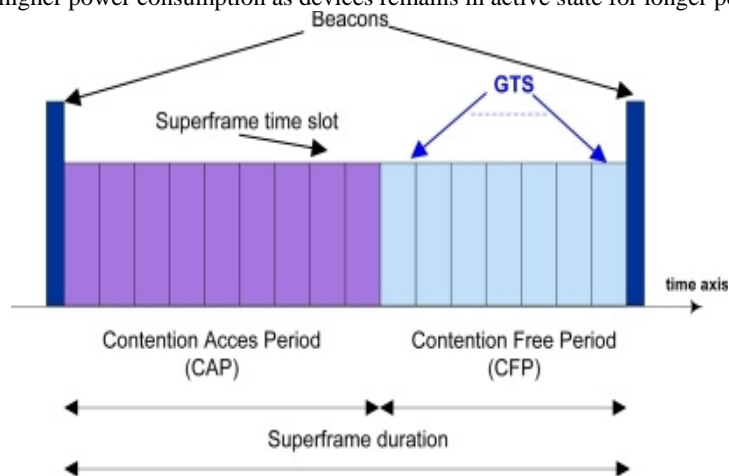 higher power consumption as devices remains in active state for longer
Beacons
GTS
Superframe time slot
time axis
Contention Acces Period
(CAP)
Contention Free Period
(CFP)
Superframe duration